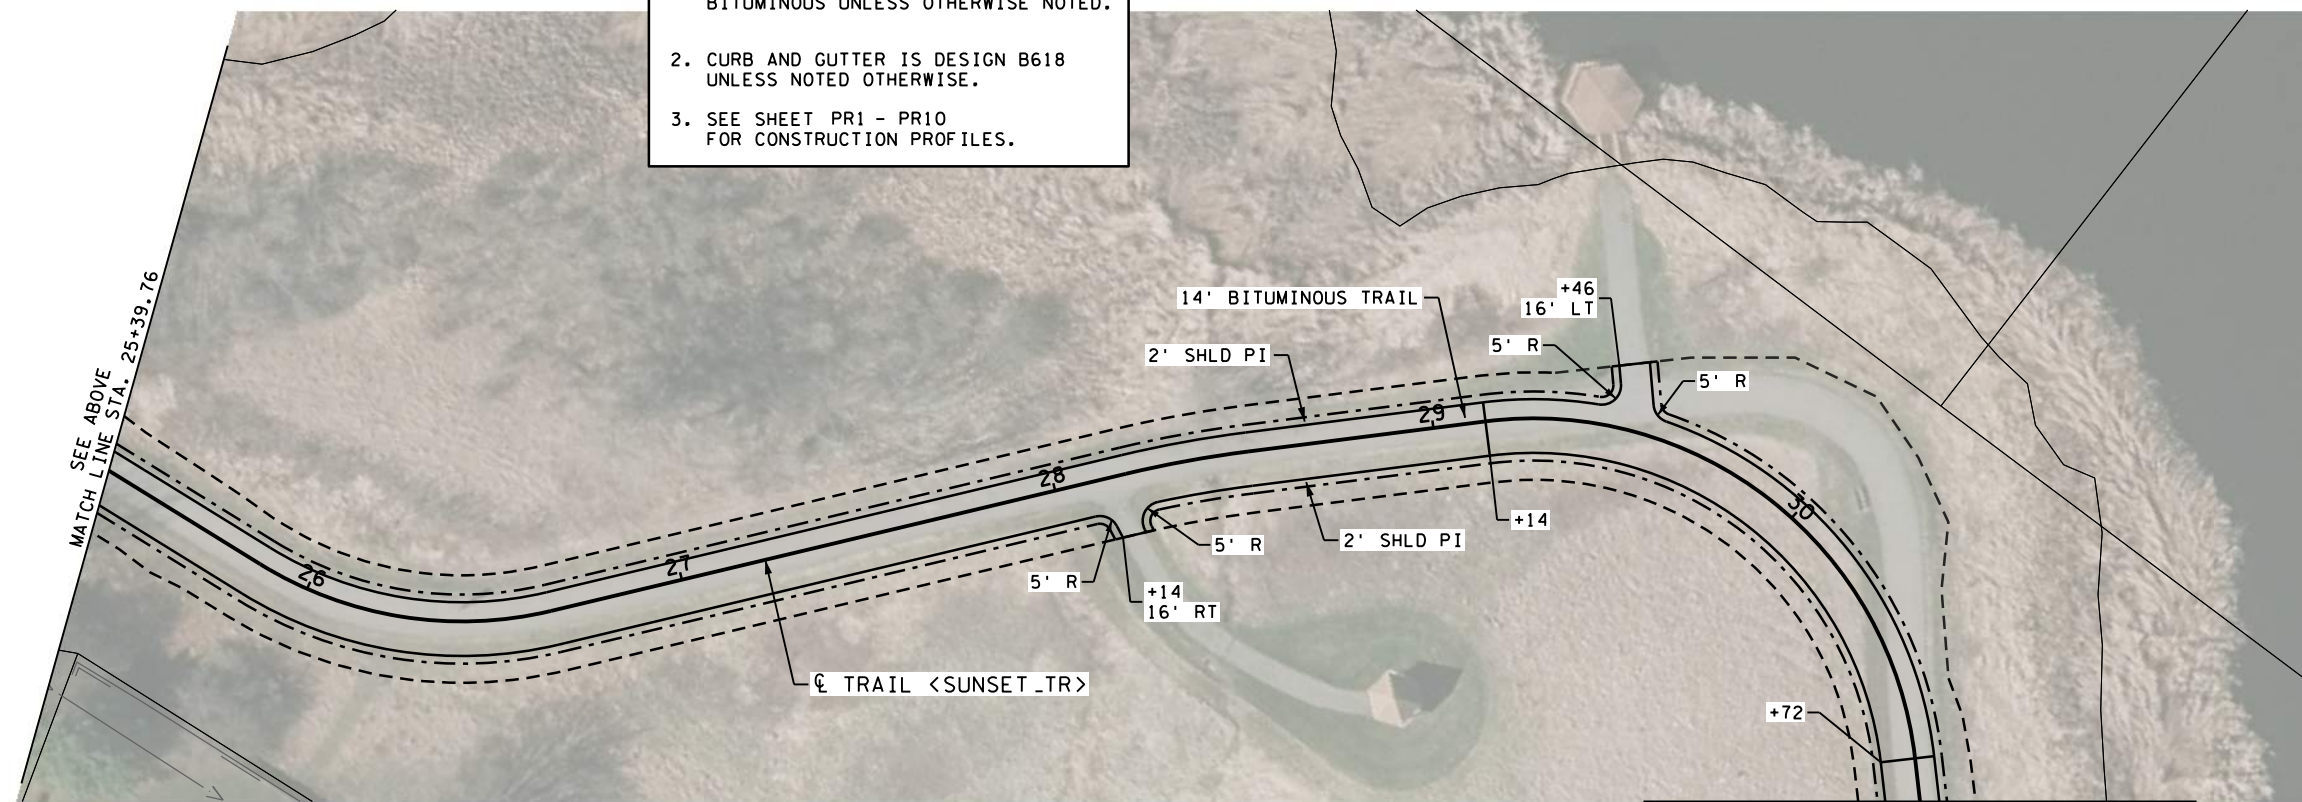 BITUMINOUS UNLESS OTHERWISE NOTED.
2. CURB AND GUTTER IS DESIGN B618
UNLESS NOTED OTHERWISE.
3. SEE SHEET PR1 - PR10
FOR CONSTRUCTION PROFILES.
SEE ABOVE
MATCH LINE STA. 25+39.76
14' BITUMINOUS TRAIL
+46
16' LT
2' SHLD PI
5' R
5' R
29
28
30
+14
2' SHLD PI
5' R
27
26
5' R
+14
16' RT
℄ TRAIL <SUNSET_TR>
+72